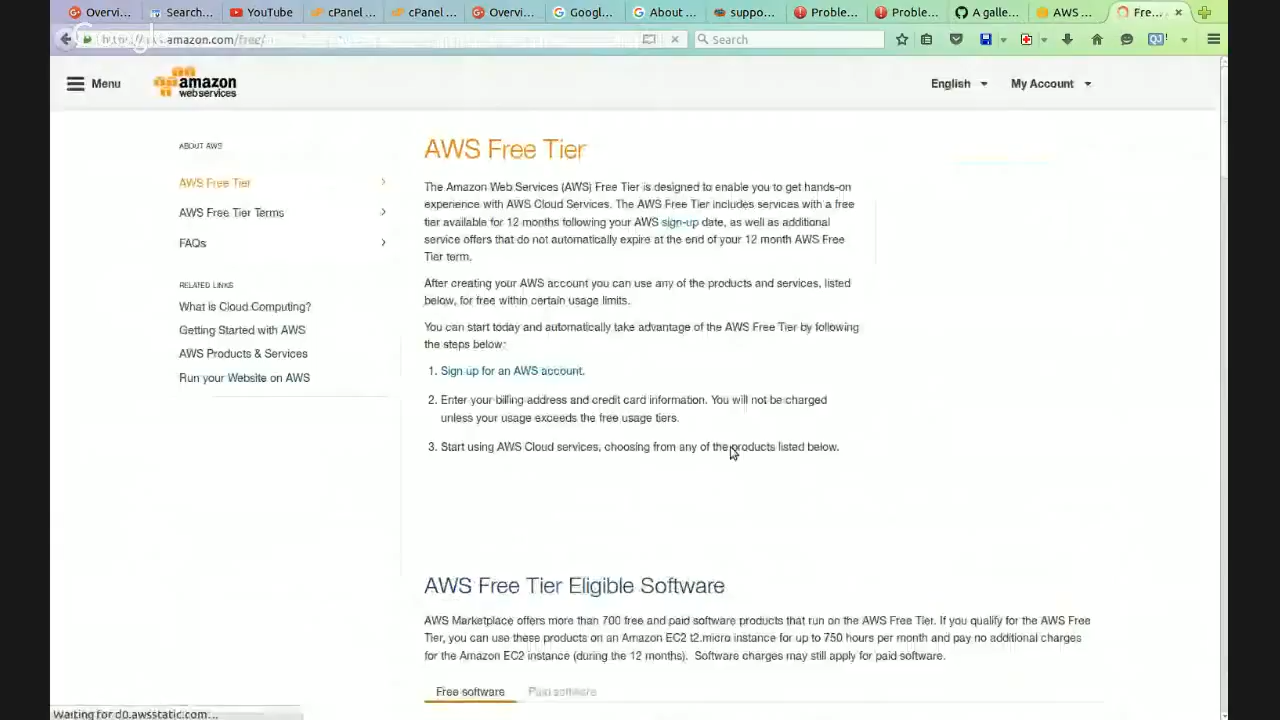 Overvi...
Search...
YouTube
cPanel ...
cPanel ...
Overvi...
Googl...
About ...
suppo...
Proble...
Proble...
A galle...
AWS ...
Fre...
amazon.com/free/
Search
Menu
amazon
webservices
English
My Account
ABOUT AWS
AWS Free Tier
AWS Free Tier Terms
FAQs
RELATED LINKS
What is Cloud Computing?
Getting Started with AWS
AWS Products & Services
Run your Website on AWS
AWS Free Tier
The Amazon Web Services (AWS) Free Tier is designed to enable you to get hands-on
experience with AWS Cloud Services. The AWS Free Tier includes services with a free
tier available for 12 months following your AWS sign-up date, as well as additional
service offers that do not automatically expire at the end of your 12 month AWS Free
Tier term.
After creating your AWS account you can use any of the products and services, listed
below, for free within certain usage limits.
You can start today and automatically take advantage of the AWS Free Tier by following
the steps below:
1. Sign up for an AWS account.
2. Enter your billing address and credit card information. You will not be charged
unless your usage exceeds the free usage tiers.
3. Start using AWS Cloud services, choosing from any of the products listed below.
AWS Free Tier Eligible Software
AWS Marketplace offers more than 700 free and paid software products that run on the AWS Free Tier. If you qualify for the AWS Free
Tier, you can use these products on an Amazon EC2 t2.micro instance for up to 750 hours per month and pay no additional charges
for the Amazon EC2 instance (during the 12 months). Software charges may still apply for paid software.
Free software
Paid software
Waiting for d0.awsstatic.com...